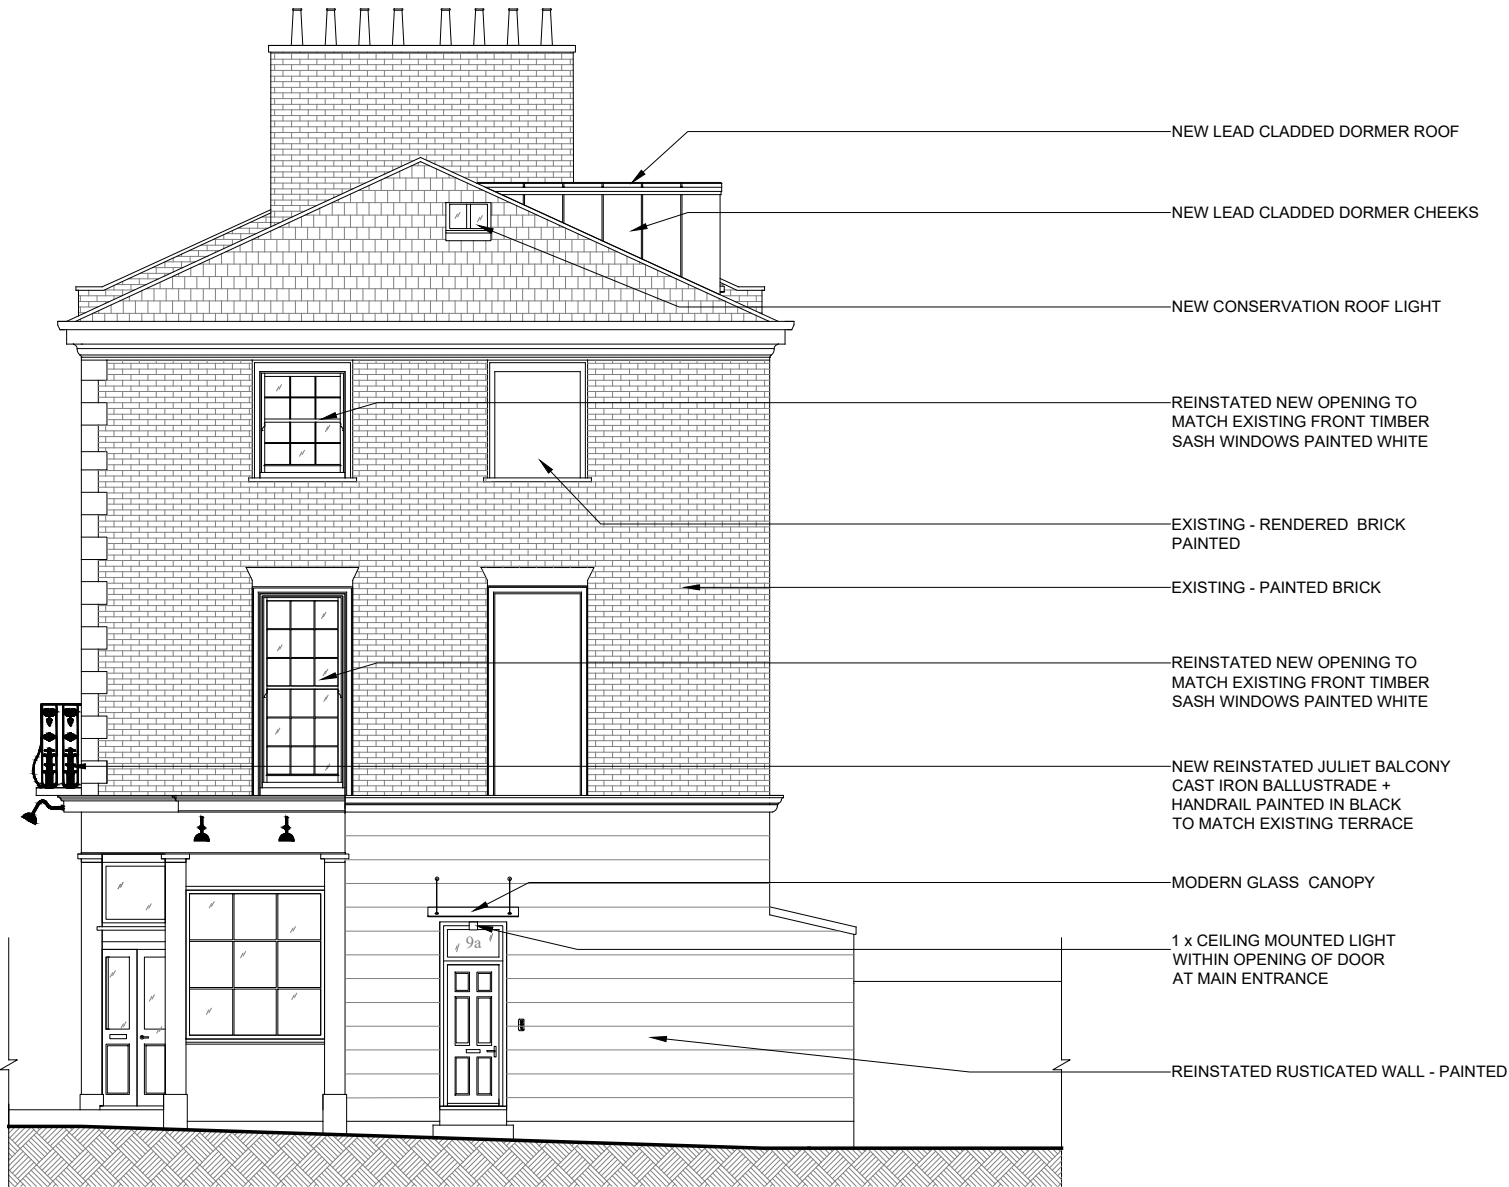 NEW LEAD CLADDED DORMER ROOF
NEW LEAD CLADDED DORMER CHEEKS
NEW CONSERVATION ROOF LIGHT
REINSTATED NEW OPENING TO
MATCH EXISTING FRONT TIMBER
SASH WINDOWS PAINTED WHITE
EXISTING - RENDERED BRICK
PAINTED
EXISTING - PAINTED BRICK
REINSTATED NEW OPENING TO
MATCH EXISTING FRONT TIMBER
SASH WINDOWS PAINTED WHITE
NEW REINSTATED JULIET BALCONY
CAST IRON BALLUSTRADE +
HANDRAIL PAINTED IN BLACK
TO MATCH EXISTING TERRACE
MODERN GLASS CANOPY
9a
1 x CEILING MOUNTED LIGHT
WITHIN OPENING OF DOOR
AT MAIN ENTRANCE
REINSTATED RUSTICATED WALL - PAINTED